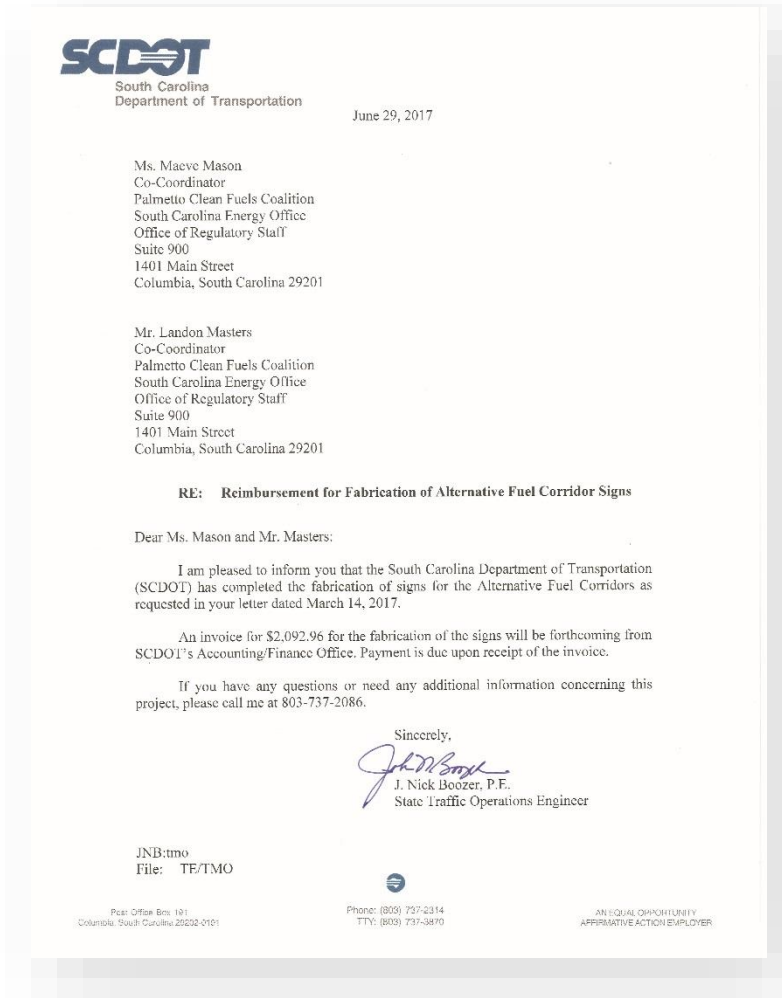 SCDOT
South Carolina
Department of Transportation
June 29, 2017
Ms. Maeve Mason
Co-Coordinator
Palmetto Clean Fuels Coalition
South Carolina Energy Office
Office of Regulatory Staff
Suite 900
1401 Main Street
Columbia, South Carolina 29201
Mr. Landon Masters
Co-Coordinator
Palmetto Clean Fuels Coalition
South Carolina Energy Office
Office of Regulatory Staff
Suite 900
1401 Main Street
Columbia, South Carolina 29201
RE: Reimbursement for Fabrication of Alternative Fuel Corridor Signs
Dear Ms. Mason and Mr. Masters:
I am pleased to inform you that the South Carolina Department of Transportation
(SCDOT) has completed the fabrication of signs for the Alternative Fuel Corridors as
requested in your letter dated March 14, 2017.
An invoice for $2,092.96 for the fabrication of the signs will be forthcoming from
SCDOT's Accounting/Finance Office. Payment is due upon receipt of the invoice.
If you have any questions or need any additional information concerning this
project, please call me at 803-737-2086.
Sincerely,
John N Boozer
J. Nick Boozer, P.E.
State Traffic Operations Engineer
JNB:tmo
File: TE/TMO
Post Office Box 191
Columbia, South Carolina 29202-0191
Phone: (803) 737-2314
TTY: (803) 737-3870
AN EQUAL OPPORTUNITY
AFFIRMATIVE ACTION EMPLOYER